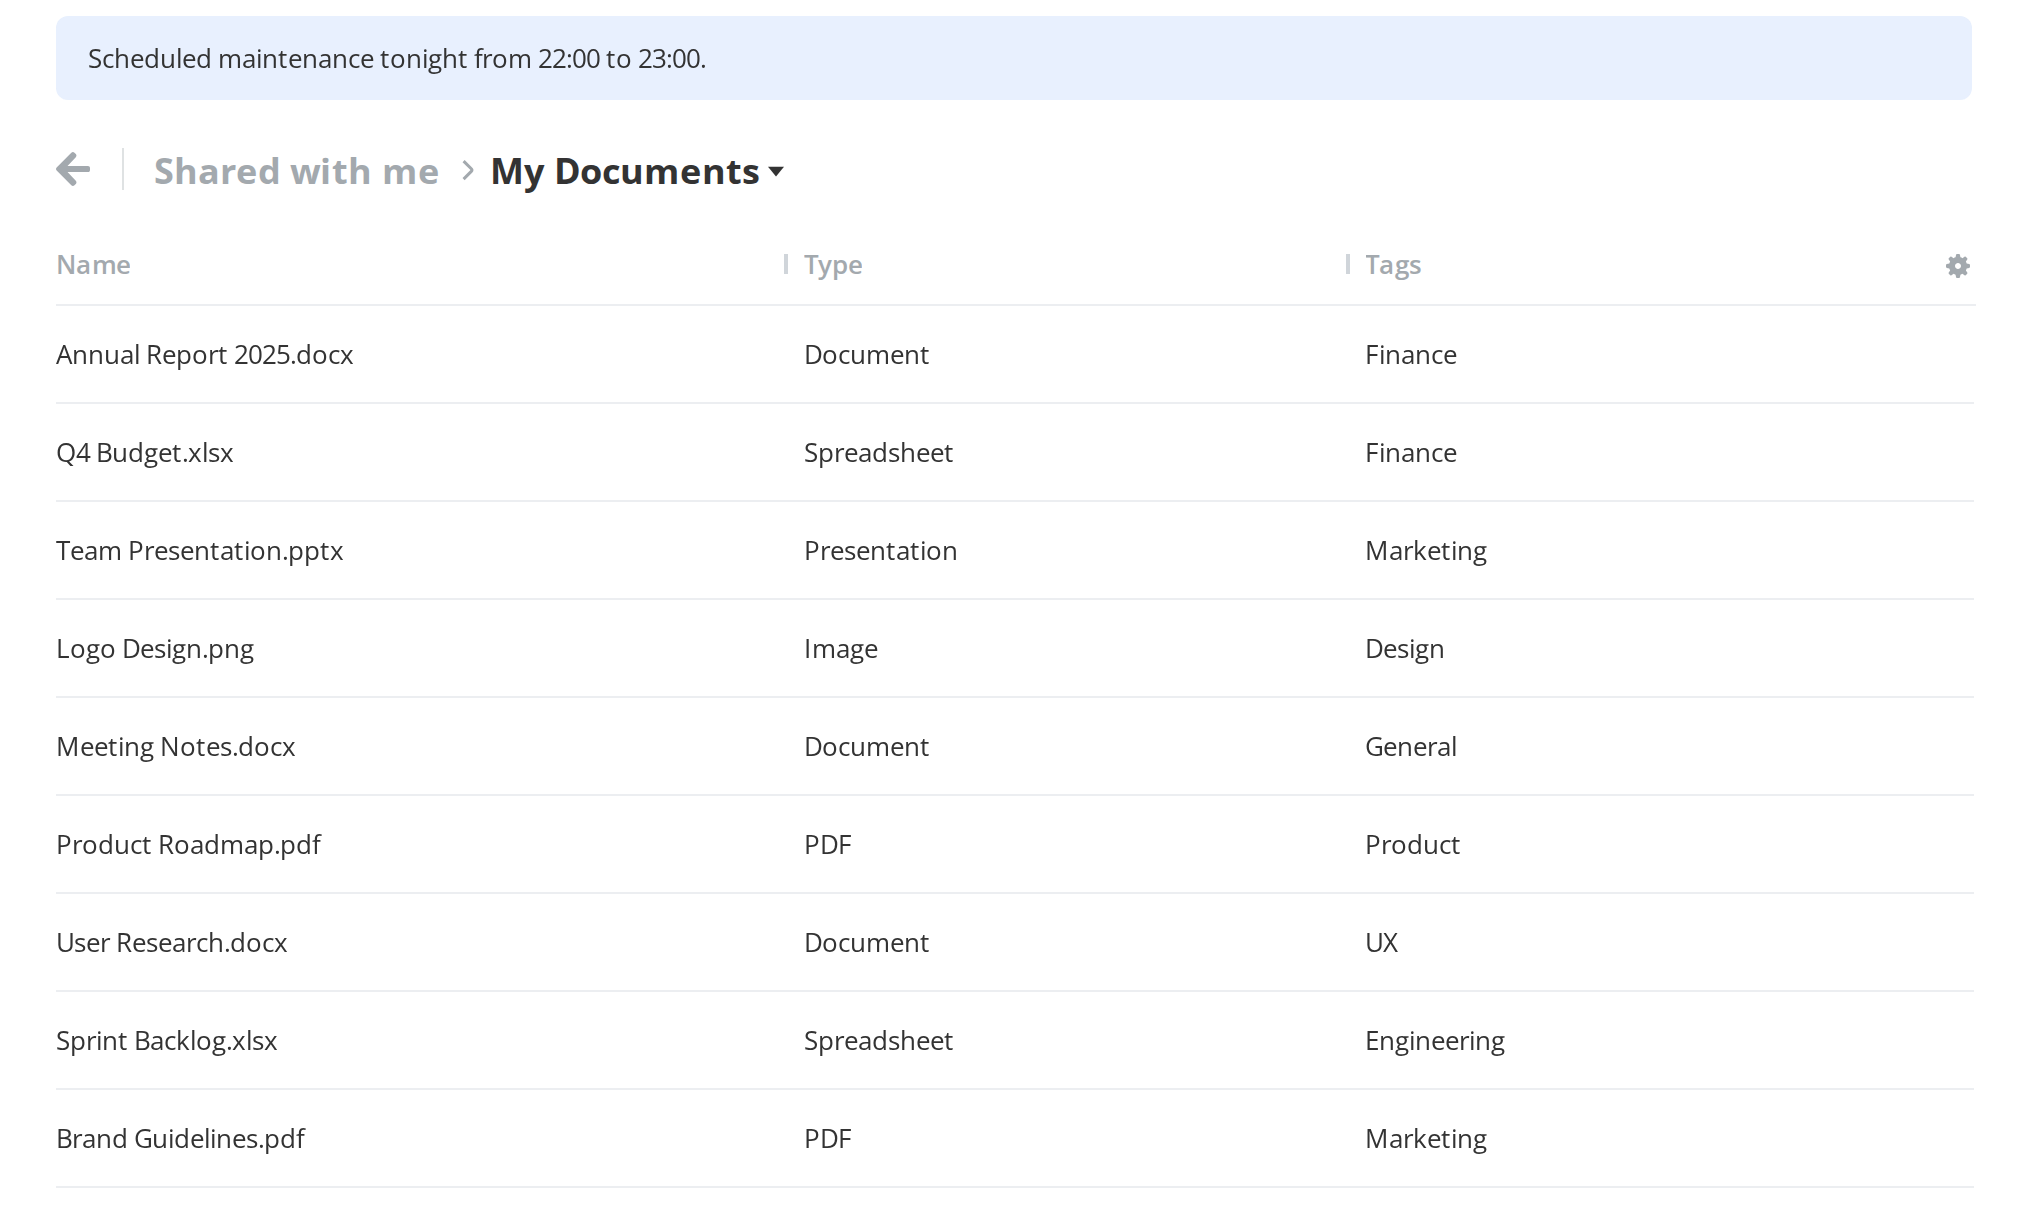 Scheduled maintenance tonight from 22:00 to 23:00.
Shared with me > My Documents
Name Type Tags
Annual Report 2025.docx Document Finance
Q4 Budget.xlsx Spreadsheet Finance
Team Presentation.pptx Presentation Marketing
Logo Design.png Image Design
Meeting Notes.docx Document General
Product Roadmap.pdf PDF Product
User Research.docx Document UX
Sprint Backlog.xlsx Spreadsheet Engineering
Brand Guidelines.pdf PDF Marketing